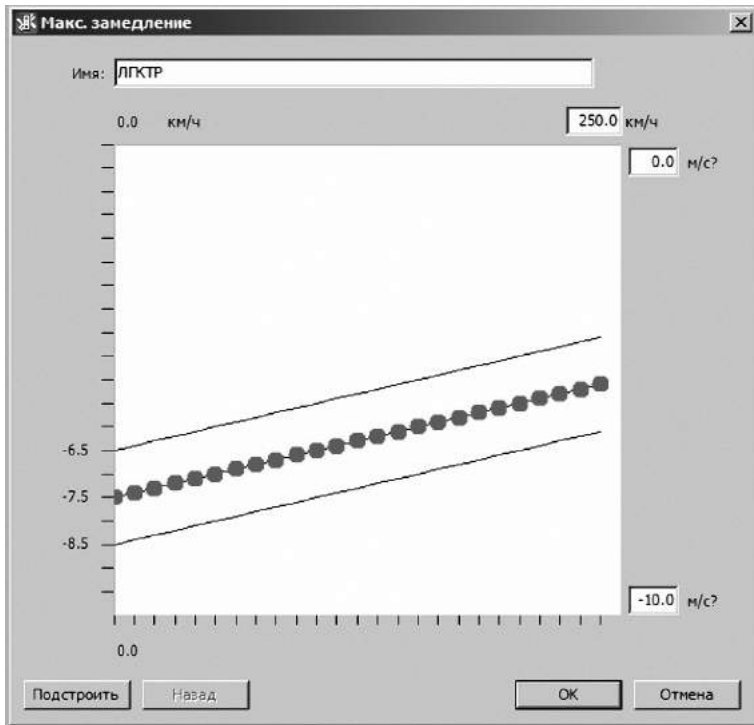 Макс. замедление
Имя: ЛГКТР
0.0 км/ч 250.0 км/ч
0.0 м/с?
-6.5
-7.5
-8.5
-10.0 м/с?
0.0
Подстроить Назад ОК Отмена